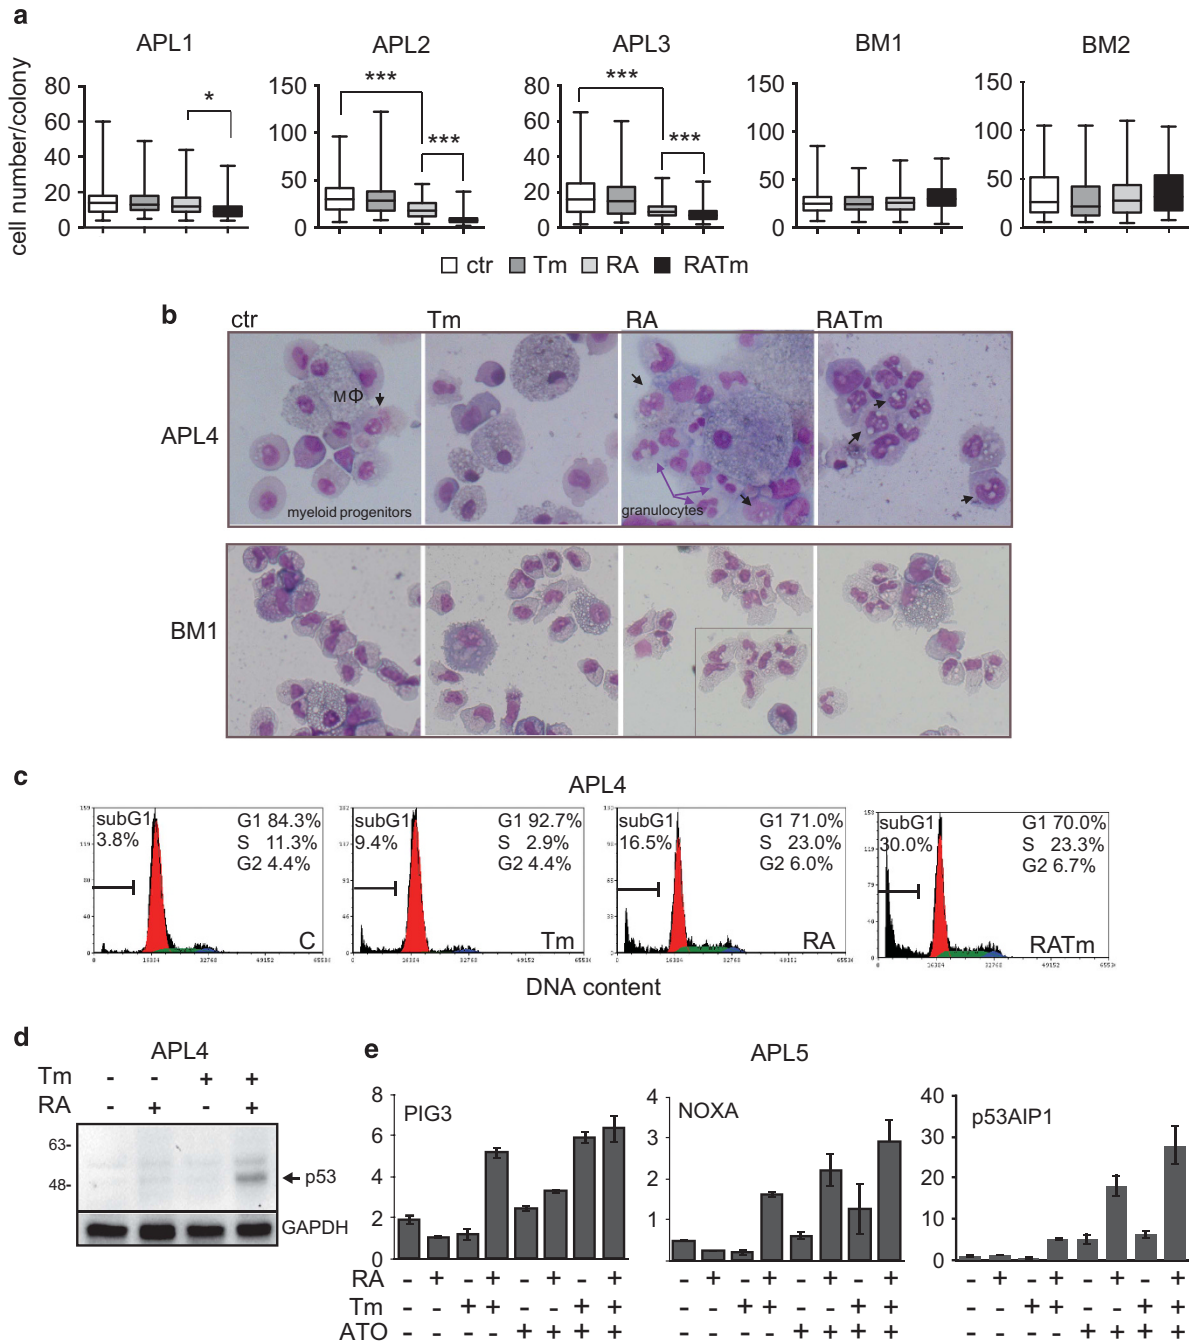 a
APL1 APL2 APL3 BM1 BM2
cell number/colony
80 60 40 20 0
150 100 50 0
80 60 40 20 0
150 100 50 0
150 100 50 0
* *** *** *** ***
ctr Tm RA RATm
b
ctr Tm RA RATm
APL4
MΦ
myeloid progenitors
granulocytes
BM1
c
APL4
subG1 3.8%
G1 84.3%
S 11.3%
G2 4.4%
C
subG1 9.4%
G1 92.7%
S 2.9%
G2 4.4%
Tm
subG1 16.5%
G1 71.0%
S 23.0%
G2 6.0%
RA
subG1 30.0%
G1 70.0%
S 23.3%
G2 6.7%
RATm
DNA content
d
APL4
Tm - - + +
RA - + - +
63-
48-
p53
GAPDH
e
APL5
PIG3
8 6 4 2 0
NOXA
4 3 2 1
p53AIP1
40 30 20 10 0
RA - + - + - + - + - + - + - + - + - + - + - + - +
Tm - - + + - - + + - - + + - - + + - - + + - - + +
ATO - - - - + + + + - - - - + + + + - - - - + + + +